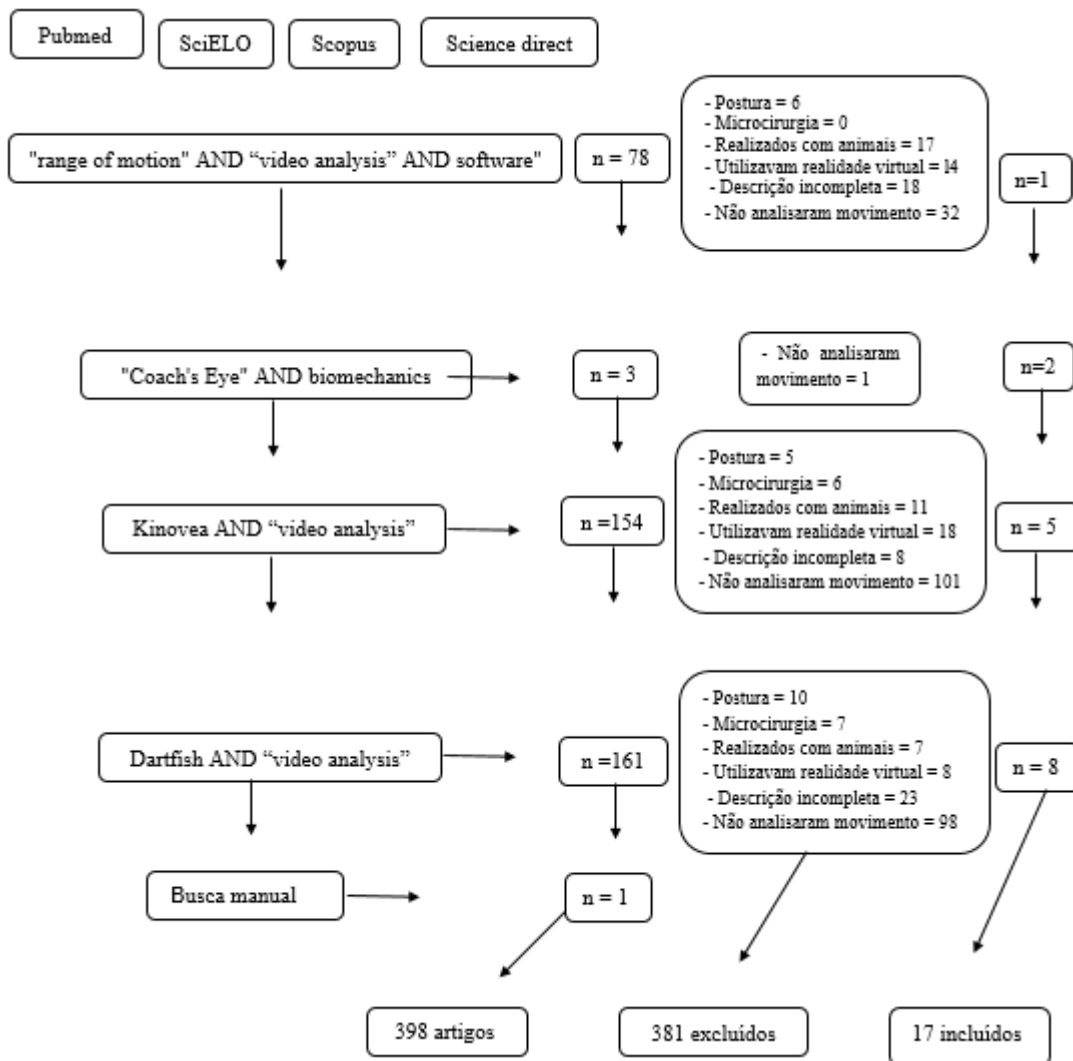 Pubmed
SciELO
Scopus
Science direct
"range of motion" AND “video analysis” AND software"
n = 78
- Postura = 6
- Microcirurgia = 0
- Realizados com animais = 17
- Utilizavam realidade virtual = l4
- Descrição incompleta = 18
- Não analisaram movimento = 32
n=1
"Coach's Eye" AND biomechanics
n = 3
- Não analisaram
movimento = 1
n=2
Kinovea AND “video analysis”
n =154
- Postura = 5
- Microcirurgia = 6
- Realizados com animais = 11
- Utilizavam realidade virtual = 18
- Descrição incompleta = 8
- Não analisaram movimento = 101
n = 5
Dartfish AND “video analysis”
n =161
- Postura = 10
- Microcirurgia = 7
- Realizados com animais = 7
- Utilizavam realidade virtual = 8
- Descrição incompleta = 23
- Não analisaram movimento = 98
n = 8
Busca manual
n = 1
398 artigos
381 excluídos
17 incluídos